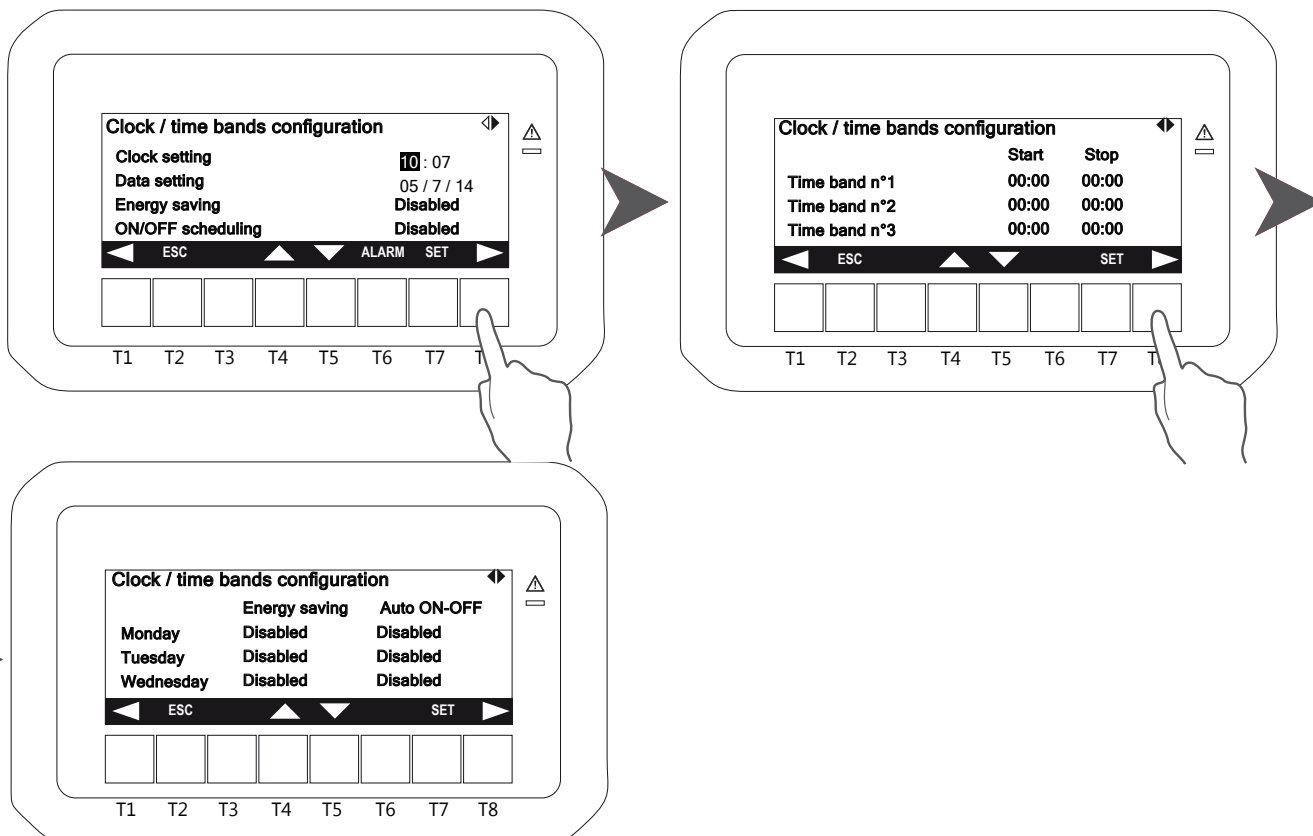 Clock / time bands configuration
Clock setting 10 : 07
Data setting 05 / 7 / 14
Energy saving Disabled
ON/OFF scheduling Disabled
ESC ALARM SET
T1 T2 T3 T4 T5 T6 T7 T
Clock / time bands configuration
Start Stop
Time band n°1 00:00 00:00
Time band n°2 00:00 00:00
Time band n°3 00:00 00:00
ESC SET
T1 T2 T3 T4 T5 T6 T7 T8
Clock / time bands configuration
Energy saving Auto ON-OFF
Monday Disabled Disabled
Tuesday Disabled Disabled
Wednesday Disabled Disabled
ESC SET
T1 T2 T3 T4 T5 T6 T7 T8